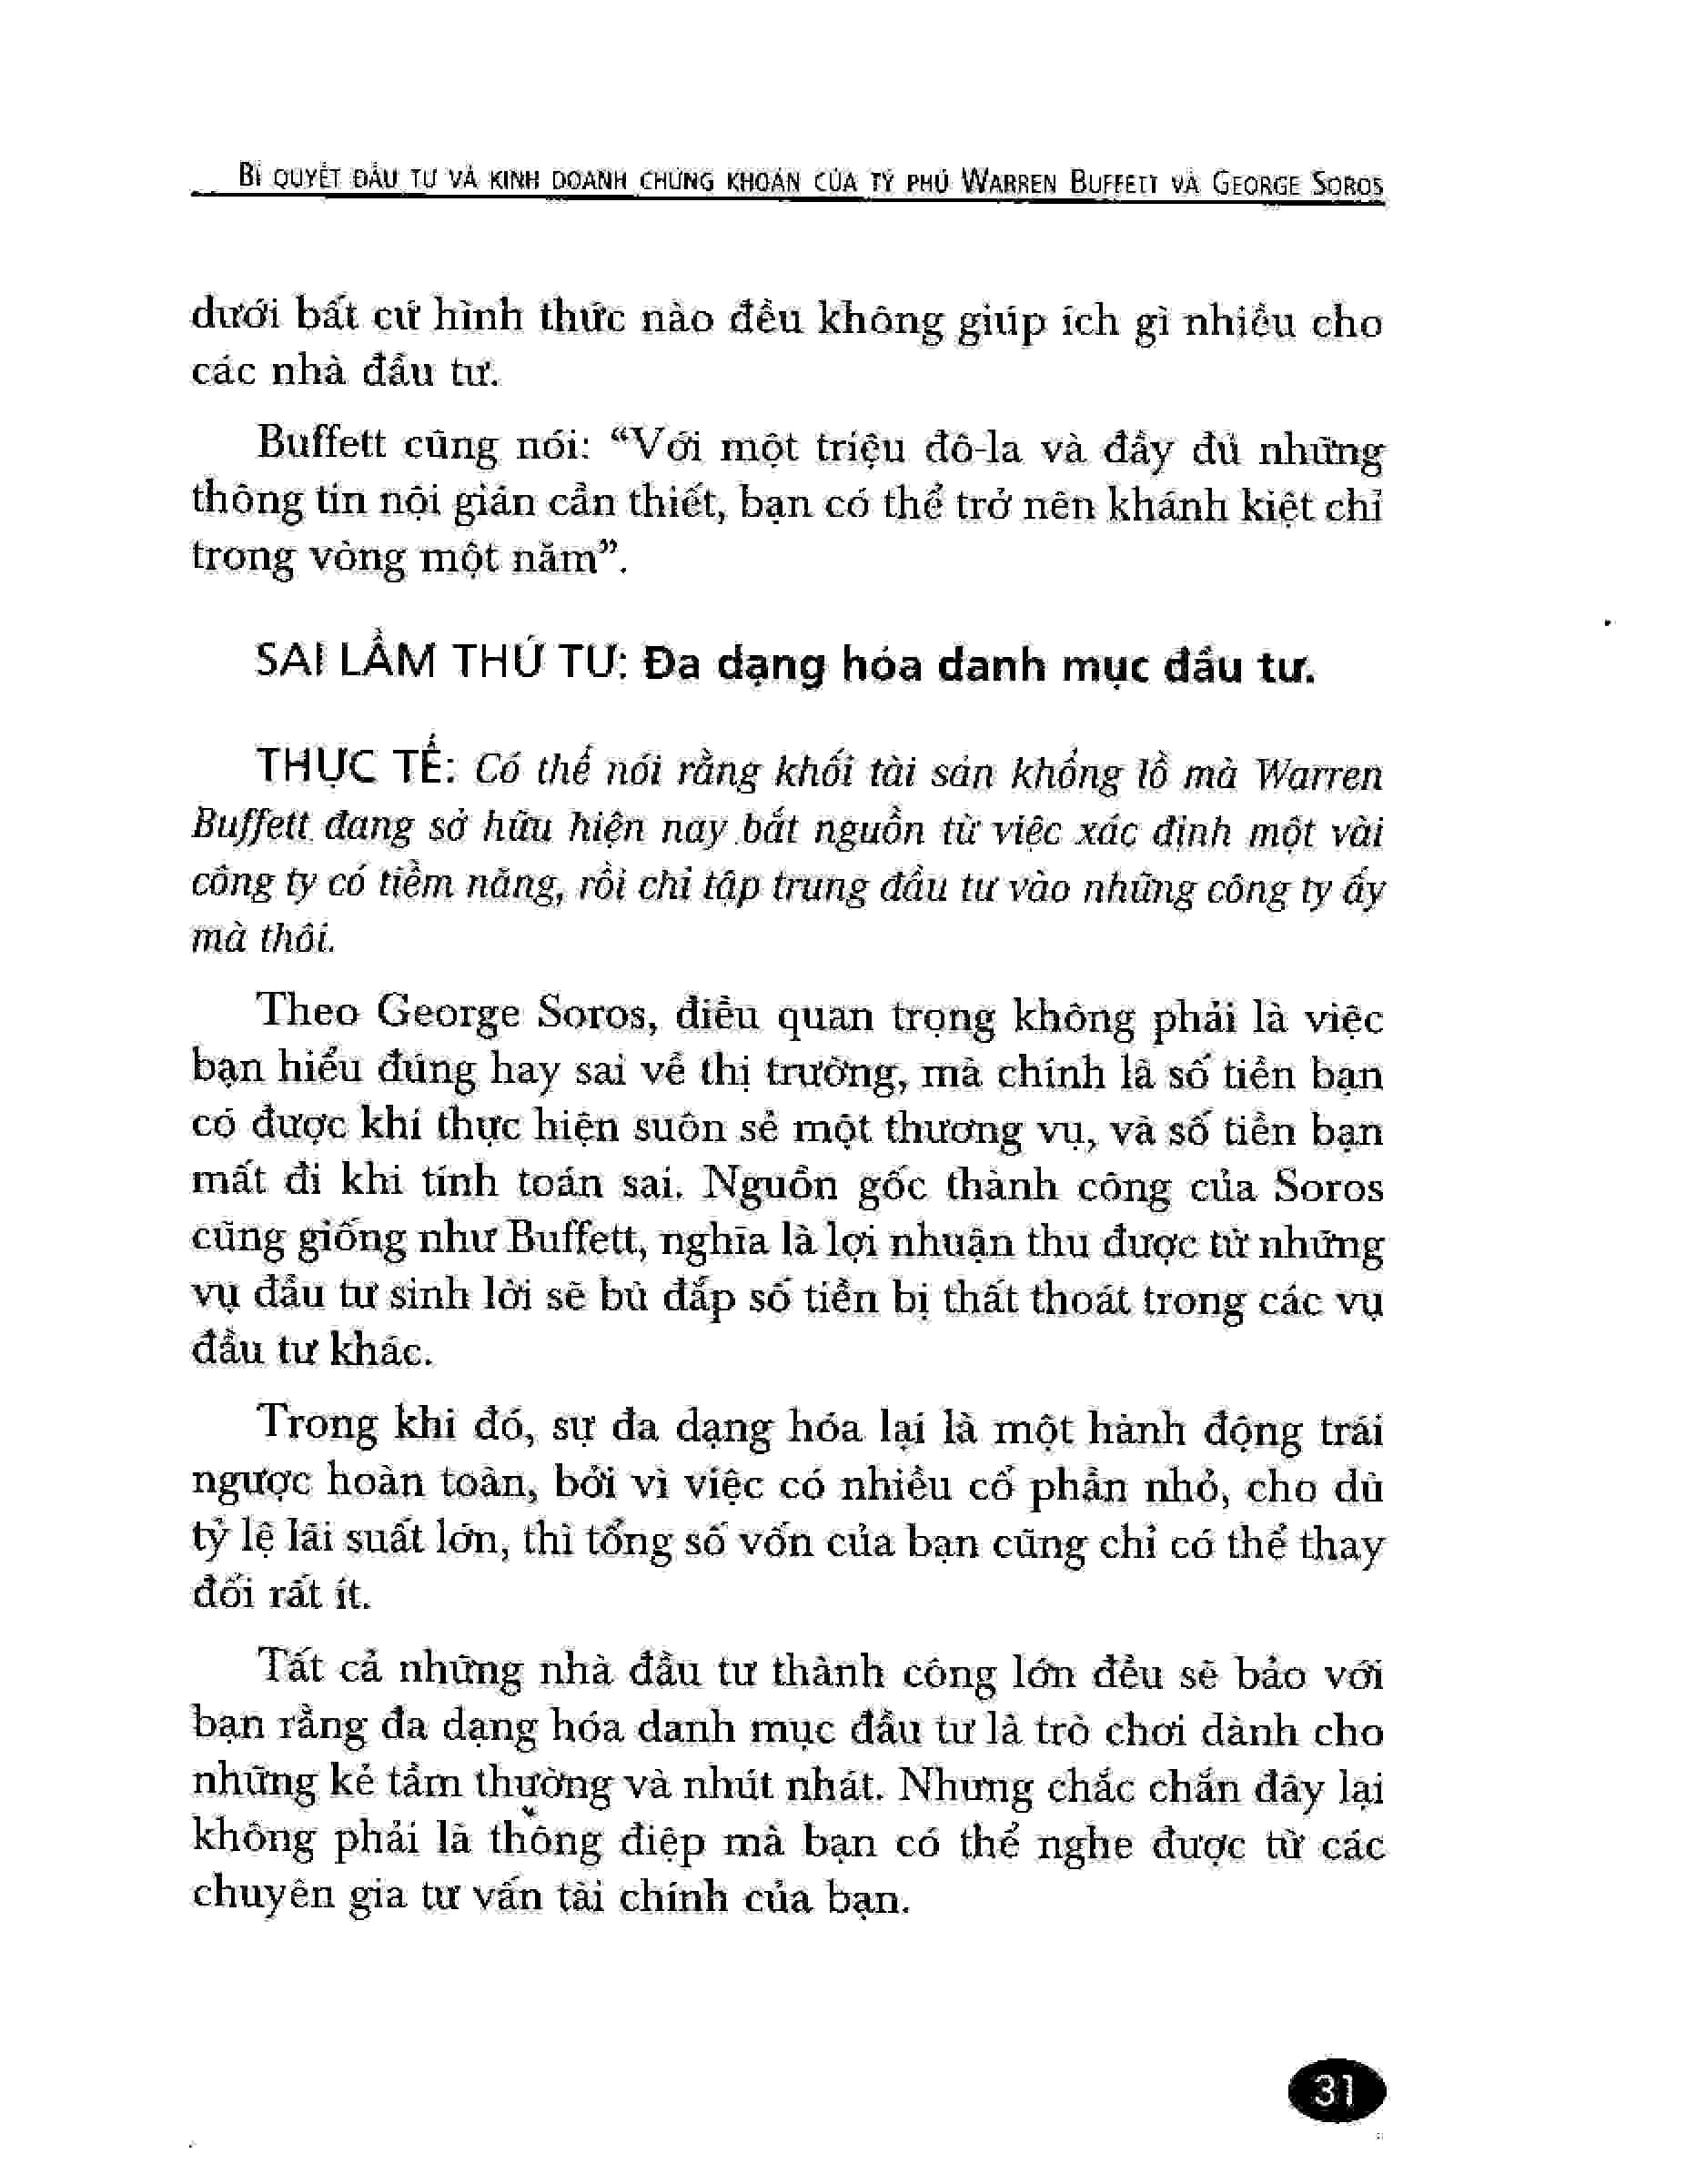 BÍ QUYẾT ĐẦU TƯ VÀ KINH DOANH CHỨNG KHOÁN CỦA TỶ PHÚ WARREN BUFFETT VÀ GEORGE SOROS
dưới bất cứ hình thức nào đều không giúp ích gì nhiều cho
các nhà đầu tư.
Buffett cũng nói: “Với một triệu đô-la và đầy đủ những
thông tin nội gián cần thiết, bạn có thể trở nên khánh kiệt chỉ
trong vòng một năm”.
SAI LẦM THỨ TƯ: Đa dạng hóa danh mục đầu tư.
THỰC TẾ: Có thể nói rằng khối tài sản khổng lồ mà Warren
Buffett đang sở hữu hiện nay bắt nguồn từ việc xác định một vài
công ty có tiềm năng, rồi chỉ tập trung đầu tư vào những công ty ấy
mà thôi.
Theo George Soros, điều quan trọng không phải là việc
bạn hiểu đúng hay sai về thị trường, mà chính là số tiền bạn
có được khi thực hiện suôn sẻ một thương vụ, và số tiền bạn
mất đi khi tính toán sai. Nguồn gốc thành công của Soros
cũng giống như Buffett, nghĩa là lợi nhuận thu được từ những
vụ đầu tư sinh lời sẽ bù đắp số tiền bị thất thoát trong các vụ
đầu tư khác.
Trong khi đó, sự đa dạng hóa lại là một hành động trái
ngược hoàn toàn, bởi vì việc có nhiều cổ phần nhỏ, cho dù
tỷ lệ lãi suất lớn, thì tổng số vốn của bạn cũng chỉ có thể thay
đổi rất ít.
Tất cả những nhà đầu tư thành công lớn đều sẽ bảo với
bạn rằng đa dạng hóa danh mục đầu tư là trò chơi dành cho
những kẻ tầm thường và nhút nhát. Nhưng chắc chắn đây lại
không phải là thông điệp mà bạn có thể nghe được từ các
chuyên gia tư vấn tài chính của bạn.
31